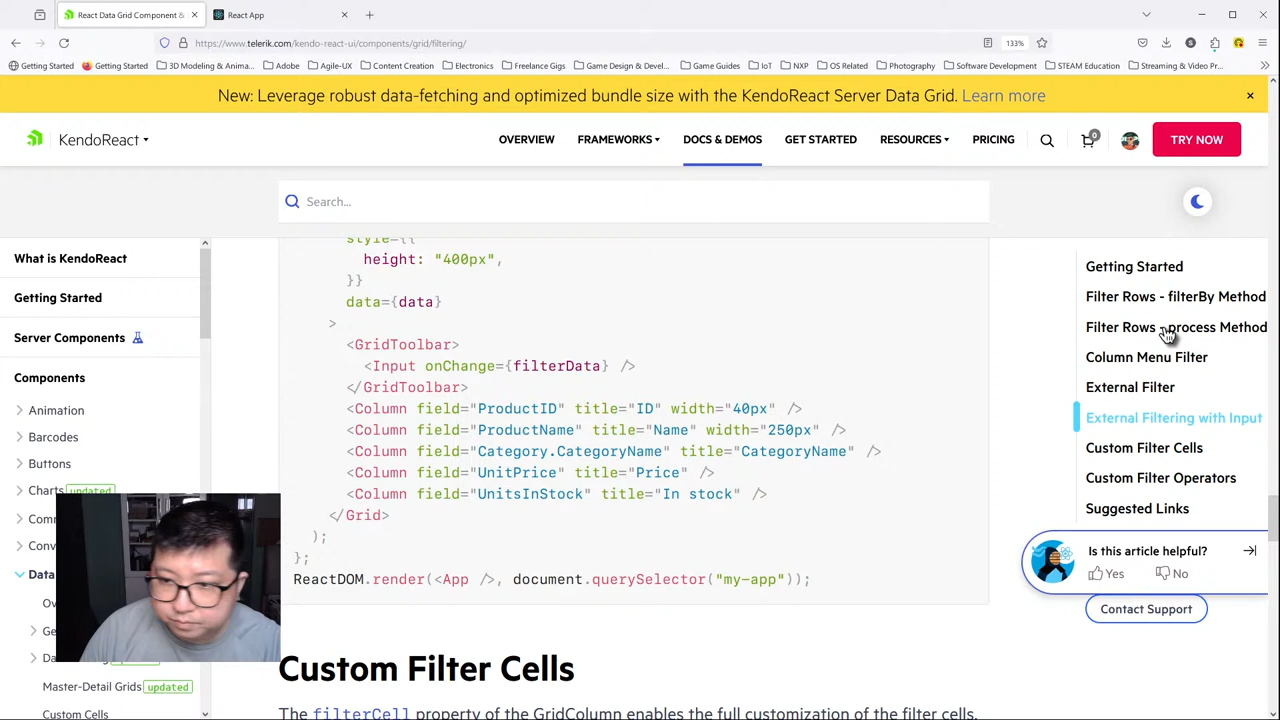 React Data Grid Component &
React App
https://www.telerik.com/kendo-react-ui/components/grid/filtering/
133%
Getting Started
Getting Started
3D Modeling & Anima...
Adobe
Agile-UX
Content Creation
Electronics
Freelance Gigs
Game Design & Devel...
Game Guides
IoT
NXP
OS Related
Photography
Software Development
STEAM Education
Streaming & Video Pr...
New: Leverage robust data-fetching and optimized bundle size with the KendoReact Server Data Grid. Learn more
KendoReact
OVERVIEW
FRAMEWORKS
DOCS & DEMOS
GET STARTED
RESOURCES
PRICING
0
TRY NOW
Search...
What is KendoReact
Getting Started
Server Components
Components
Animation
Barcodes
Buttons
Charts updated
Data
Master-Detail Grids updated
Custom Cells
style={{
height: "400px",
}}
data={data}
>
<GridToolbar>
<Input onChange={filterData} />
</GridToolbar>
<Column field="ProductID" title="ID" width="40px" />
<Column field="ProductName" title="Name" width="250px" />
<Column field="Category.CategoryName" title="CategoryName" />
<Column field="UnitPrice" title="Price" />
<Column field="UnitsInStock" title="In stock" />
</Grid>
);
};
ReactDOM.render(<App />, document.querySelector("my-app"));
Custom Filter Cells
The filterCell property of the GridColumn enables the full customization of the filter cells.
Getting Started
Filter Rows - filterBy Method
Filter Rows - process Method
Column Menu Filter
External Filter
External Filtering with Input
Custom Filter Cells
Custom Filter Operators
Suggested Links
Is this article helpful?
Yes
No
Contact Support